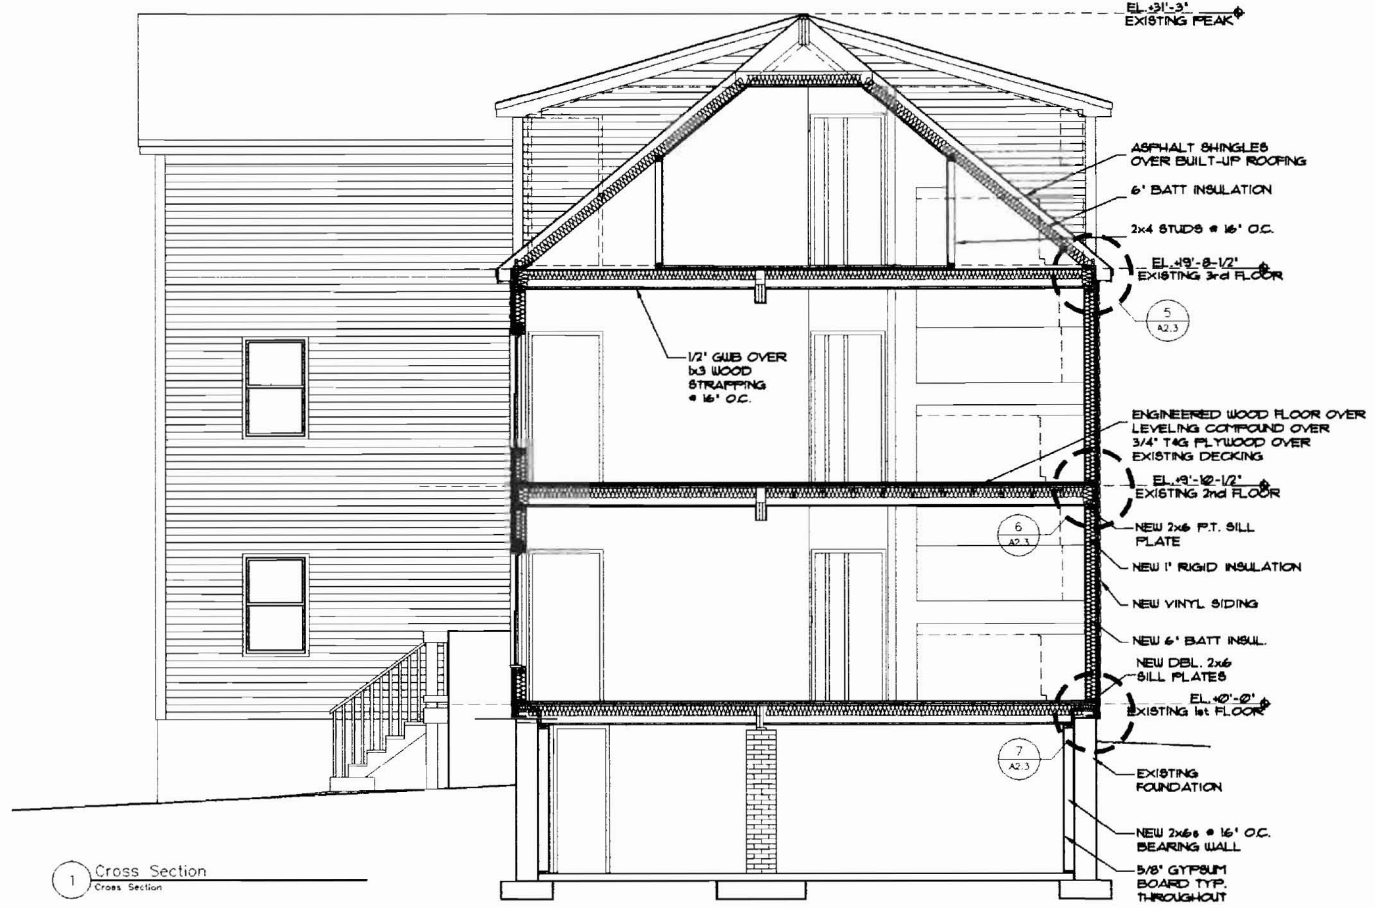 EL.+31'-3"
EXISTING PEAK
ASPHALT SHINGLES
OVER BUILT-UP ROOFING
6" BATT INSULATION
2x4 STUDS @ 16" O.C.
EL.+19'-8-1/2"
EXISTING 3rd FLOOR
5
A2.3
1/2" GWB OVER
1x3 WOOD
STRAPPING
@ 16" O.C.
ENGINEERED WOOD FLOOR OVER
LEVELING COMPOUND OVER
3/4" T&G PLYWOOD OVER
EXISTING DECKING
EL.+9'-10-1/2"
EXISTING 2nd FLOOR
6
A2.3
NEW 2x6 P.T. SILL
PLATE
NEW 1" RIGID INSULATION
NEW VINYL SIDING
NEW 6" BATT INSUL.
NEW DBL. 2x6
SILL PLATES
EL.+0'-0"
EXISTING 1st FLOOR
7
A2.3
EXISTING
FOUNDATION
NEW 2x6s @ 16" O.C.
BEARING WALL
5/8" GYPSUM
BOARD TYP.
THROUGHOUT
1
Cross Section
Cross Section